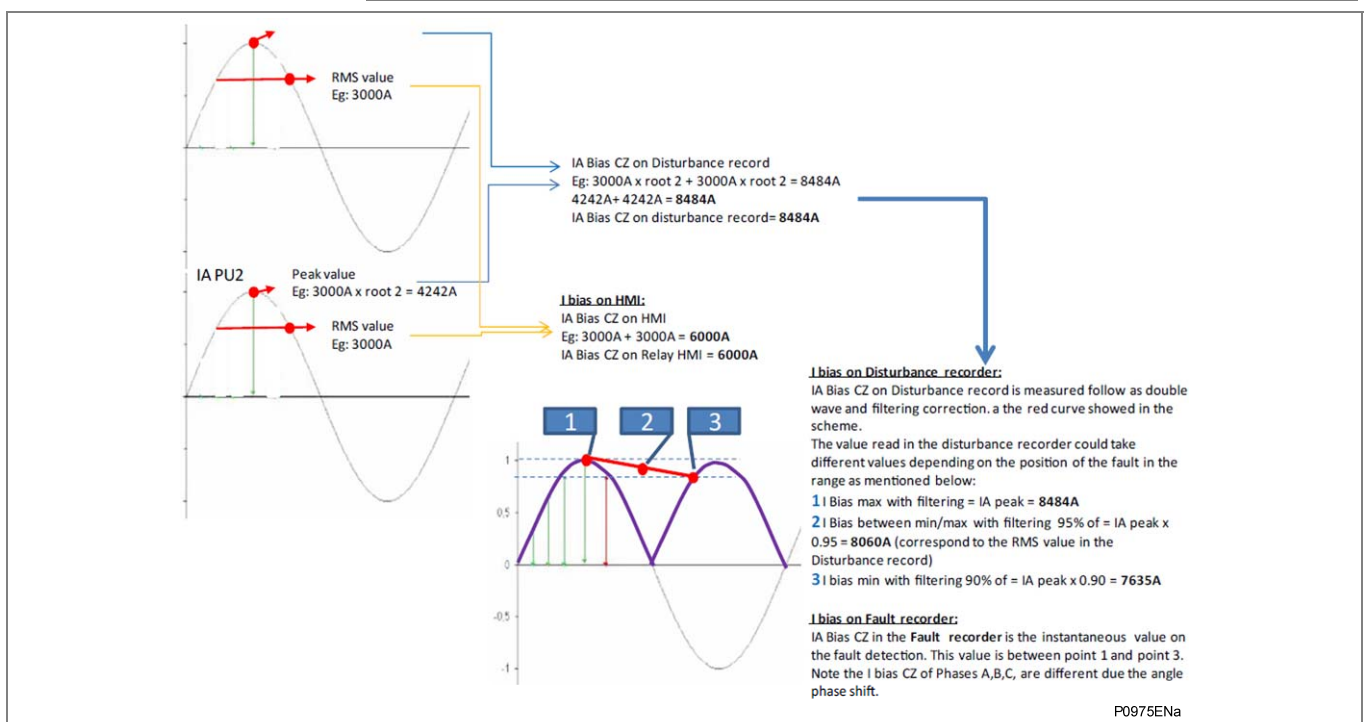 RMS value
Eg: 3000A
IA PU2
Peak value
Eg: 3000A x root 2 = 4242A
RMS value
Eg: 3000A
IA Bias CZ on Disturbance record
Eg: 3000A x root 2 + 3000A x root 2 = 8484A
4242A+ 4242A = 8484A
IA Bias CZ on disturbance record= 8484A
I bias on HMI:
IA Bias CZ on HMI
Eg: 3000A + 3000A = 6000A
IA Bias CZ on Relay HMI = 6000A
1 2 3
1
0,5
0
-0,5
-1
I bias on Disturbance recorder:
IA Bias CZ on Disturbance record is measured follow as double
wave and filtering correction. a the red curve showed in the
scheme.
The value read in the disturbance recorder could take
different values depending on the position of the fault in the
range as mentioned below:
1 I Bias max with filtering = IA peak = 8484A
2 I Bias between min/max with filtering 95% of = IA peak x
0.95 = 8060A (correspond to the RMS value in the
Disturbance record)
3 I bias min with filtering 90% of = IA peak x 0.90 = 7635A
I bias on Fault recorder:
IA Bias CZ in the Fault recorder is the instantaneous value on
the fault detection. This value is between point 1 and point 3.
Note the I bias CZ of Phases A,B,C, are different due the angle
phase shift.
P0975ENa